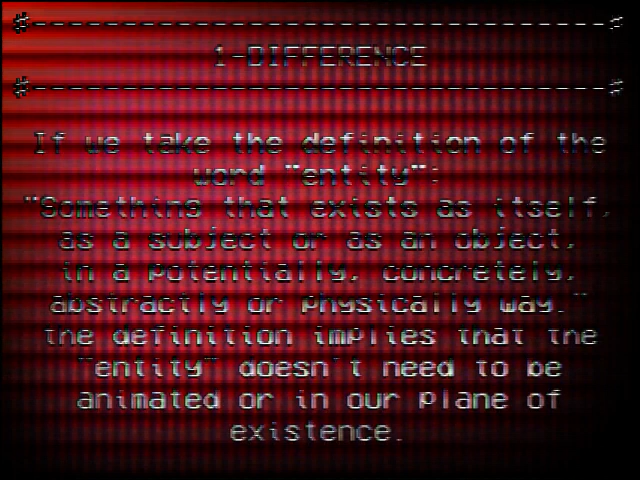 #------------------------------------#
1-DIFFERENCE
#------------------------------------#
If we take the definition of the
word "entity":
"Something that exists as itself,
as a subject or as an object,
in a potentially, concretely,
abstractly or physically way."
the definition implies that the
"entity" doesn't need to be
animated or in our plane of
existence.